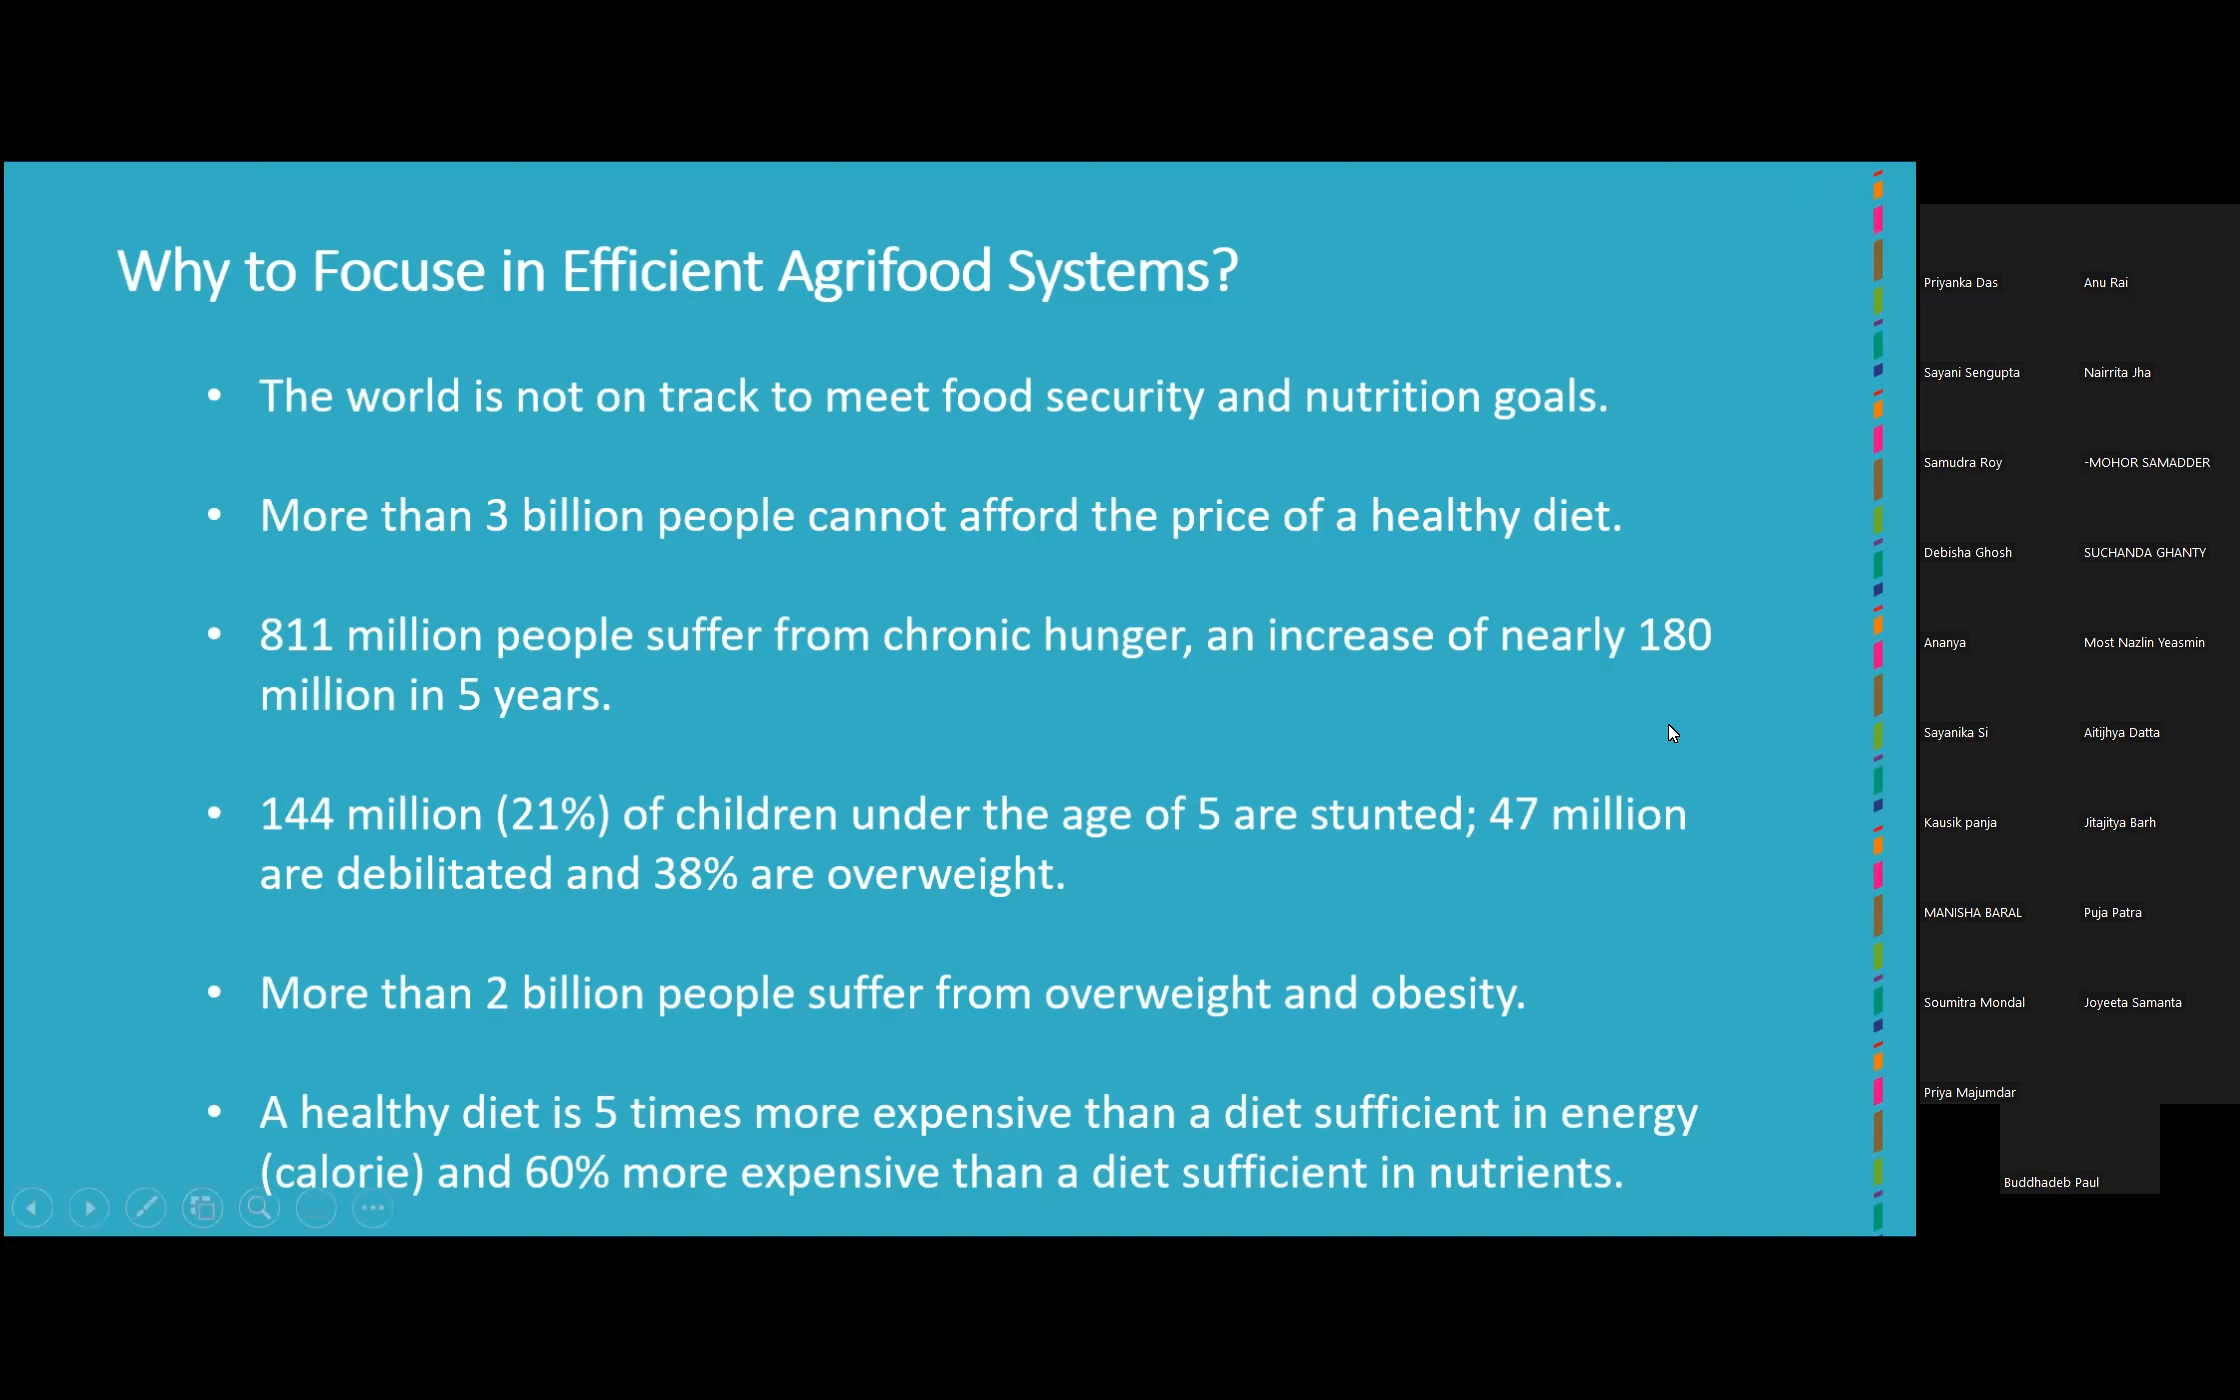 Why to Focuse in Efficient Agrifood Systems?
• The world is not on track to meet food security and nutrition goals.
• More than 3 billion people cannot afford the price of a healthy diet.
• 811 million people suffer from chronic hunger, an increase of nearly 180
million in 5 years.
• 144 million (21%) of children under the age of 5 are stunted; 47 million
are debilitated and 38% are overweight.
• More than 2 billion people suffer from overweight and obesity.
• A healthy diet is 5 times more expensive than a diet sufficient in energy
(calorie) and 60% more expensive than a diet sufficient in nutrients.
Priyanka Das
Anu Rai
Sayani Sengupta
Nairrita Jha
Samudra Roy
-MOHOR SAMADDER
Debisha Ghosh
SUCHANDA GHANTY
Ananya
Most Nazlin Yeasmin
Sayanika Si
Aitijhya Datta
Kausik panja
Jitajitya Barh
MANISHA BARAL
Puja Patra
Soumitra Mondal
Joyeeta Samanta
Priya Majumdar
Buddhadeb Paul